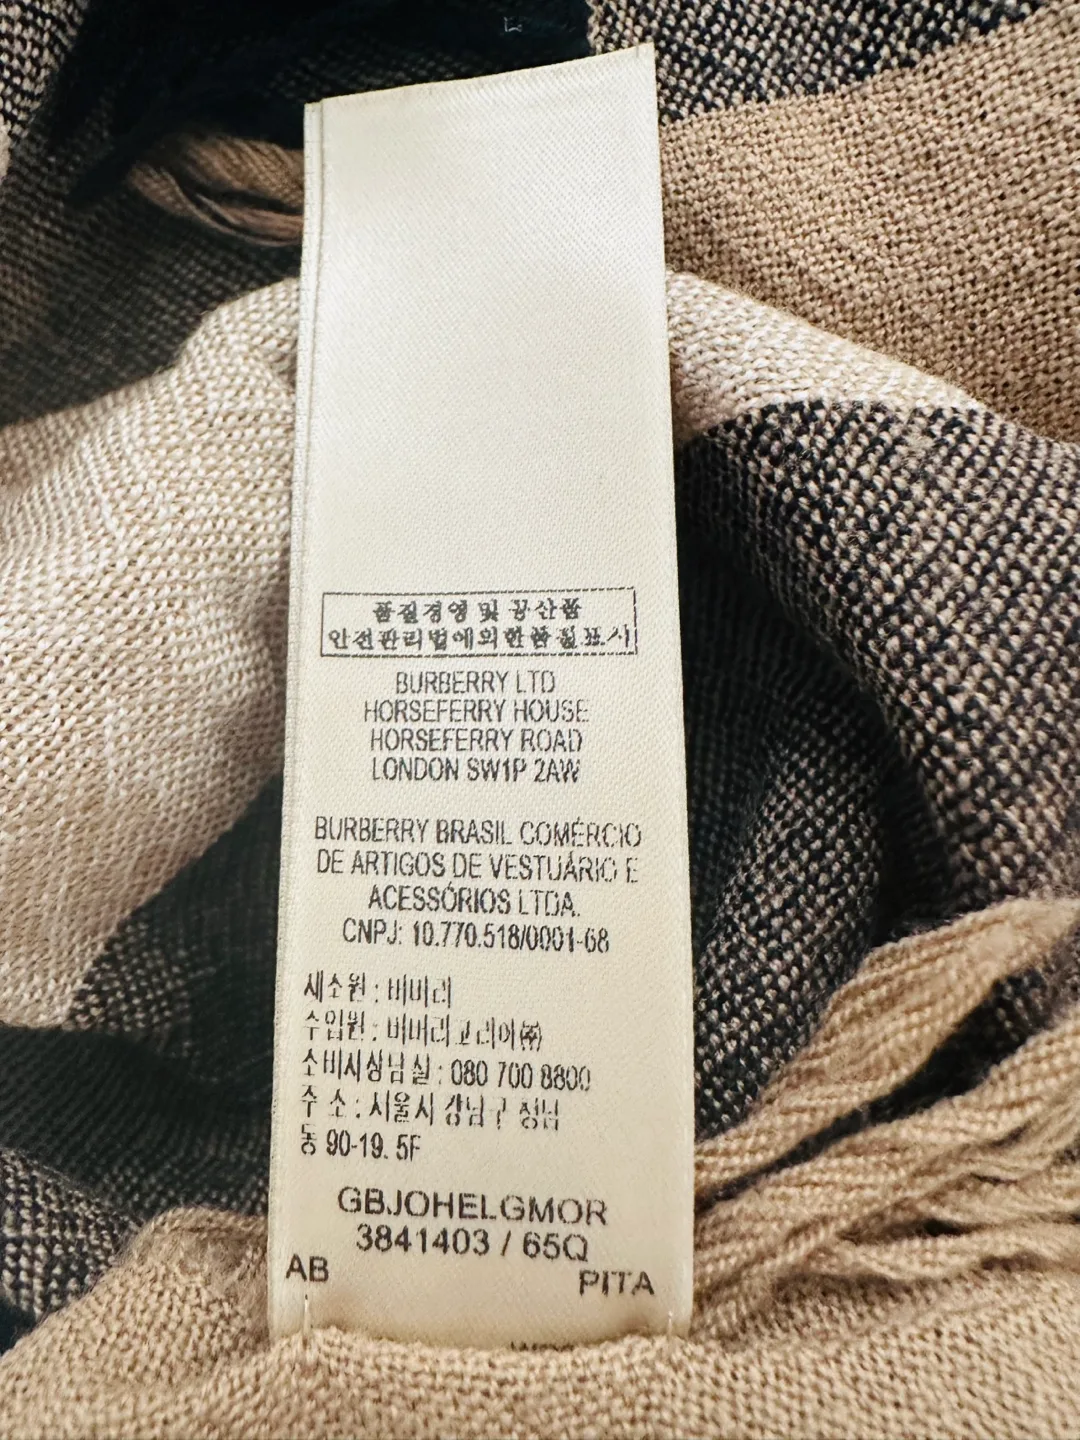 품질경영 및 공산품
안전관리법에의한품질표시
BURBERRY LTD
HORSEFERRY HOUSE
HORSEFERRY ROAD
LONDON SW1P 2AW
BURBERRY BRASIL COMÉRCIO
DE ARTIGOS DE VESTUÁRIO E
ACESSÓRIOS LTDA.
CNPJ: 10.770.518/0001-68
제조원 : 버버리
수입원 : 버버리코리아㈜
소비자상담실 : 080 700 8800
주 소 : 서울시 강남구 청담
동 90-19. 5F
GBJOHELGMOR
3841403 / 65Q
AB
PITA